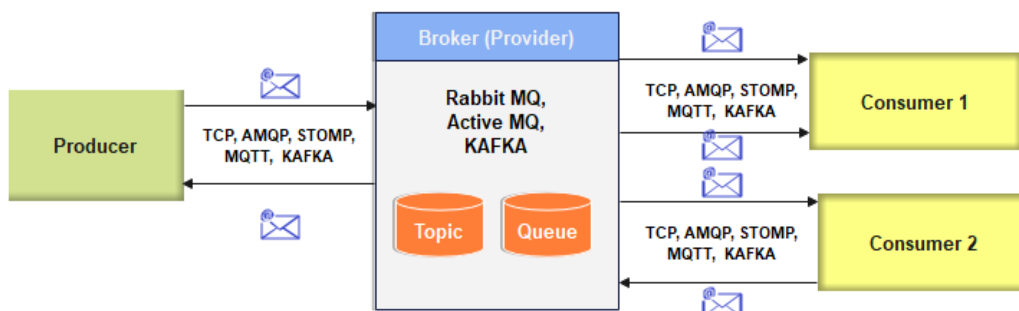 Broker (Provider)
Rabbit MQ,
Active MQ,
KAFKA
Topic
Queue
Producer
TCP, AMQP, STOMP,
MQTT, KAFKA
TCP, AMQP, STOMP,
MQTT, KAFKA
Consumer 1
TCP, AMQP, STOMP,
MQTT, KAFKA
Consumer 2